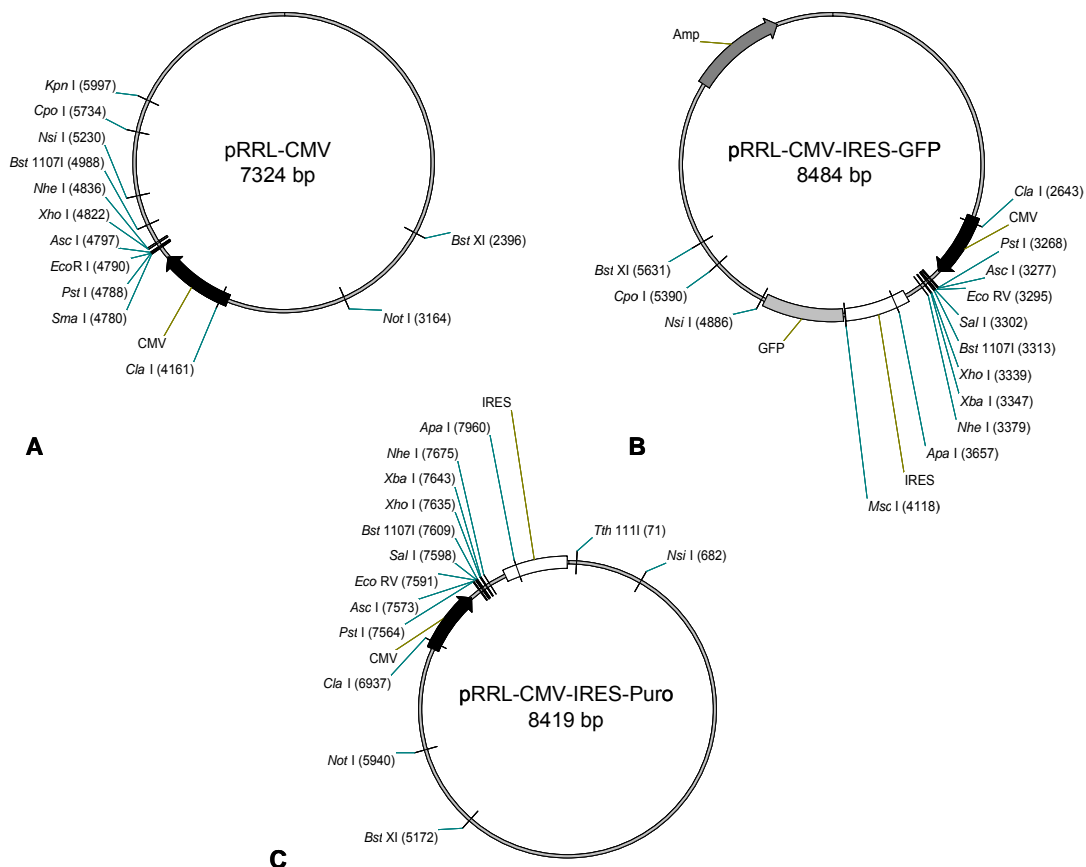 Kpn I (5997)
Cpo I (5734)
Nsi I (5230)
Bst 1107I (4988)
Nhe I (4836)
Xho I (4822)
Asc I (4797)
EcoR I (4790)
Pst I (4788)
Sma I (4780)
CMV
Cla I (4161)
Not I (3164)
Bst XI (2396)
pRRL-CMV
7324 bp
A
Amp
pRRL-CMV-IRES-GFP
8484 bp
Cla I (2643)
CMV
Pst I (3268)
Asc I (3277)
Eco RV (3295)
Sal I (3302)
Bst 1107I (3313)
Xho I (3339)
Xba I (3347)
Nhe I (3379)
Apa I (3657)
IRES
Msc I (4118)
GFP
Nsi I (4886)
Cpo I (5390)
Bst XI (5631)
B
IRES
Apa I (7960)
Nhe I (7675)
Xba I (7643)
Xho I (7635)
Bst 1107I (7609)
Sal I (7598)
Eco RV (7591)
Asc I (7573)
Pst I (7564)
CMV
Cla I (6937)
Not I (5940)
Bst XI (5172)
Tth 111I (71)
Nsi I (682)
pRRL-CMV-IRES-Puro
8419 bp
C